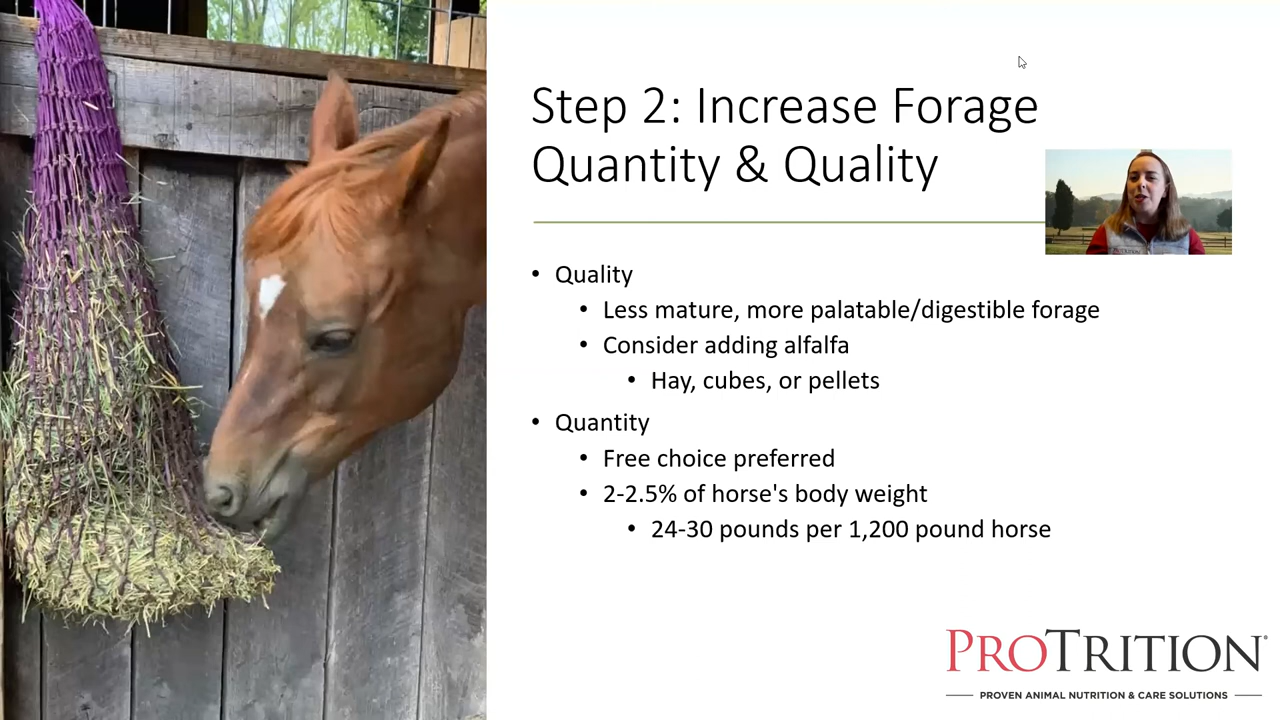 Step 2: Increase Forage
Quantity & Quality
• Quality
• Less mature, more palatable/digestible forage
• Consider adding alfalfa
• Hay, cubes, or pellets
• Quantity
• Free choice preferred
• 2-2.5% of horse's body weight
• 24-30 pounds per 1,200 pound horse
PROTRITION®
PROVEN ANIMAL NUTRITION & CARE SOLUTIONS